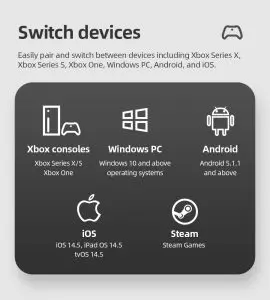 Switch devices
Easily pair and switch between devices including Xbox Series X,
Xbox Series S, Xbox One, Windows PC, Android, and iOS.
Xbox consoles
Xbox Series X/S
Xbox One
Windows PC
Windows 10 and above
operating systems
Android
Android 5.1.1
and above
iOS
iOS 14.5, iPad OS 14.5
tvOS 14.5
Steam
Steam Games